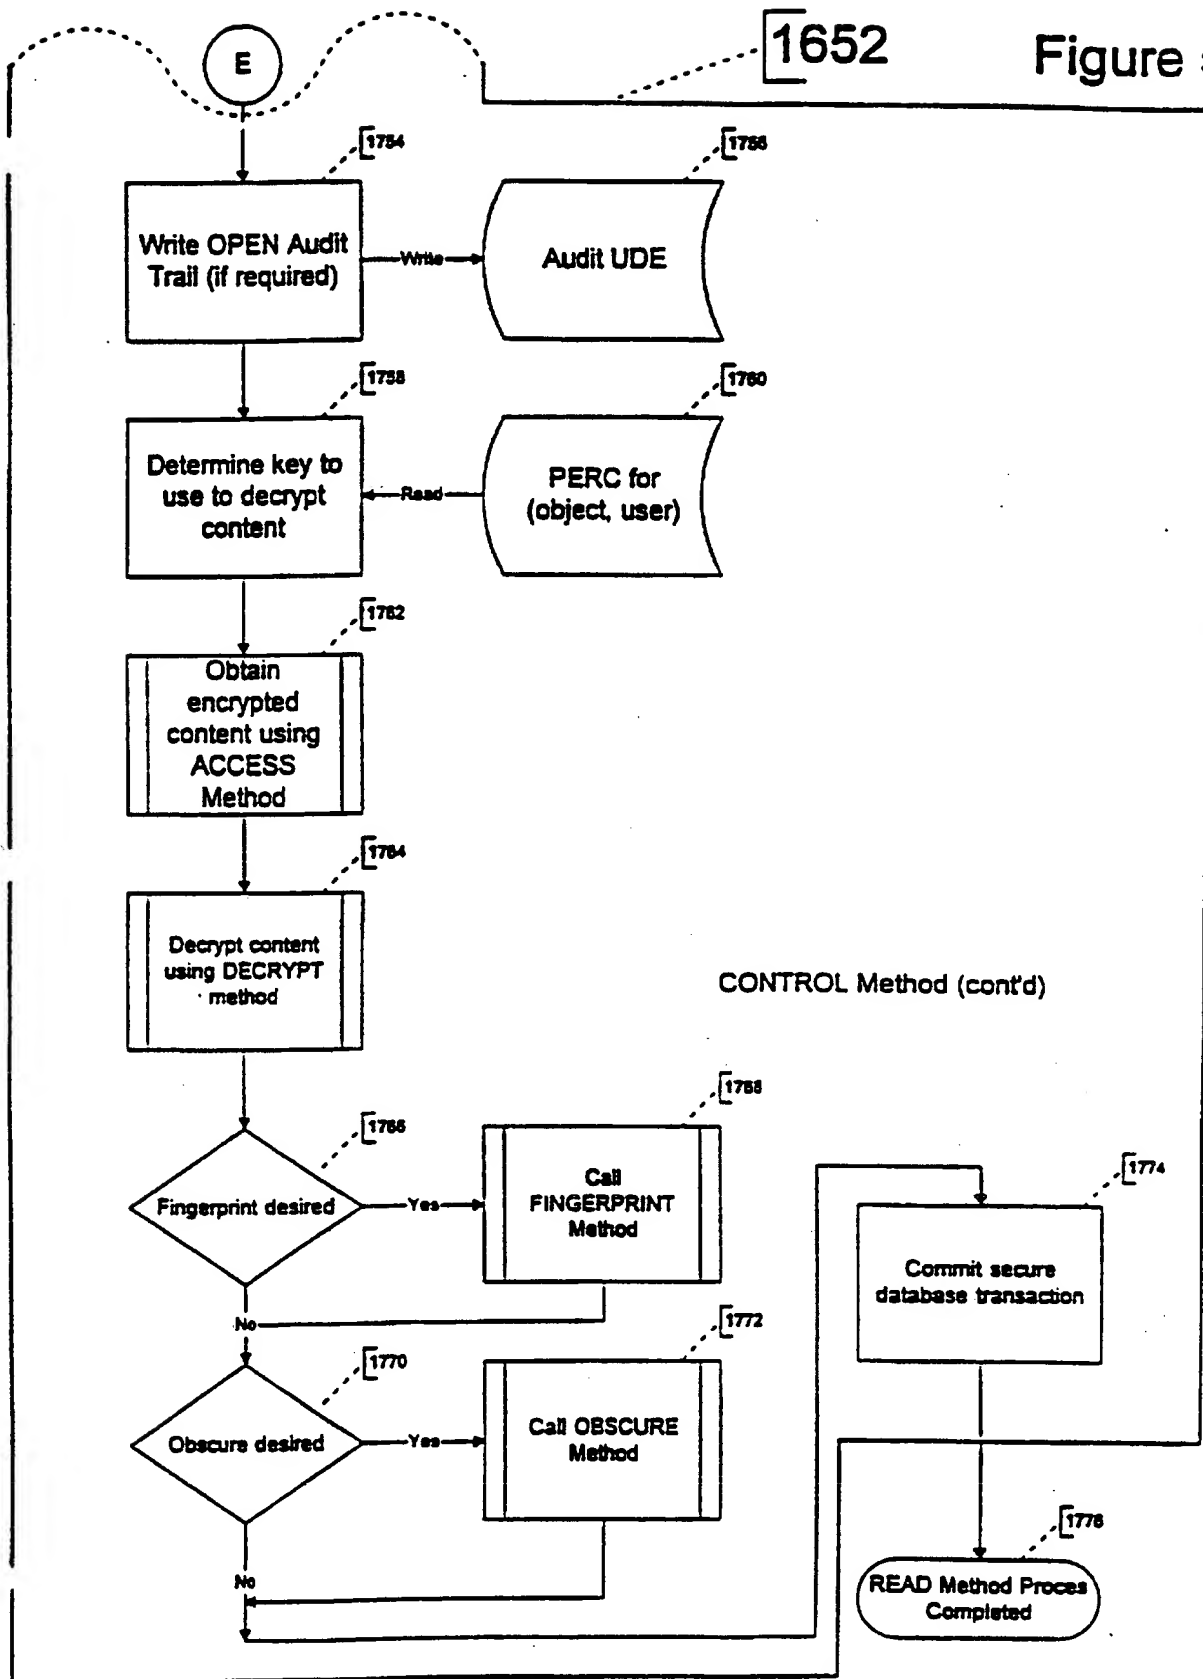 E
1652
Figure
1754
Write OPEN Audit
Trail (if required)
Write
1756
Audit UDE
1758
Determine key to
use to decrypt
content
Read
1760
PERC for
(object, user)
1762
Obtain
encrypted
content using
ACCESS
Method
1764
Decrypt content
using DECRYPT
method
CONTROL Method (cont'd)
1766
Fingerprint desired
Yes
1768
Call
FINGERPRINT
Method
No
1770
Obscure desired
Yes
1772
Call OBSCURE
Method
No
1774
Commit secure
database transaction
1776
READ Method Proces
Completed